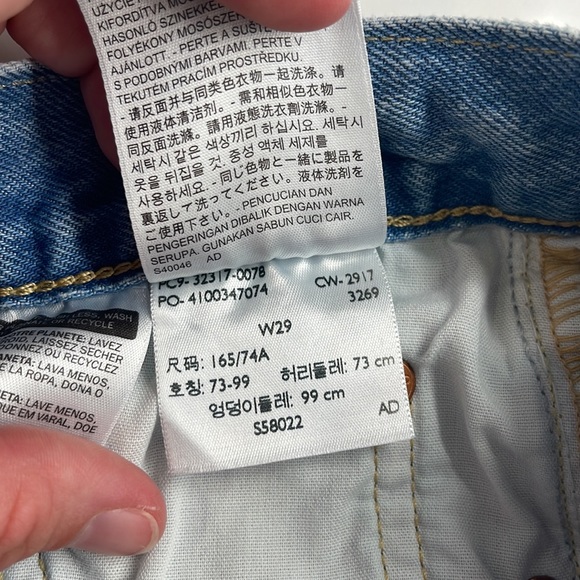 KIFORDÍTVA MOSÁS
HASONLÓ SZÍNEKKEL
FOLYÉKONY MOSÓSZER
AJÁNLOTT. - PERTE A SUŠTE
S PODOBNÝMI BARVAMI. PERTE V
TEKUTÉM PRACÍM PROSTŘEDKU.
- 请反面并与同类色衣物一起洗涤。请
使用液体清洁剂。- 需和相似色衣物一
同反面洗滌。請用液態洗衣劑洗滌。
세탁시 같은 색상끼리 하십시오. 세탁시
옷을 뒤집을 것. 중성 액체 세제를
사용하세요. - 同じ色物と一緒に製品を
裏返して洗ってください。液体洗剤を
ご使用下さい。- PENCUCIAN DAN
PENGERINGAN DIBALIK DENGAN WARNA
SERUPA. GUNAKAN SABUN CUCI CAIR.
S40046 AD
PC9- 32317-0078
PO- 4100347074
CW- 2917
3269
W29
尺码: 165/74A
호칭: 73-99 허리둘레: 73 cm
엉덩이둘레: 99 cm
S58022
AD
LESS, WASH
RECYCLE
PLANETE: LAVEZ
LAISSEZ SÉCHER
DONNEZ OU RECYCLEZ
LAVA MENOS,
DE LA ROPA, DONA O
LAVE MENOS,
UE EM VARAL, DOE